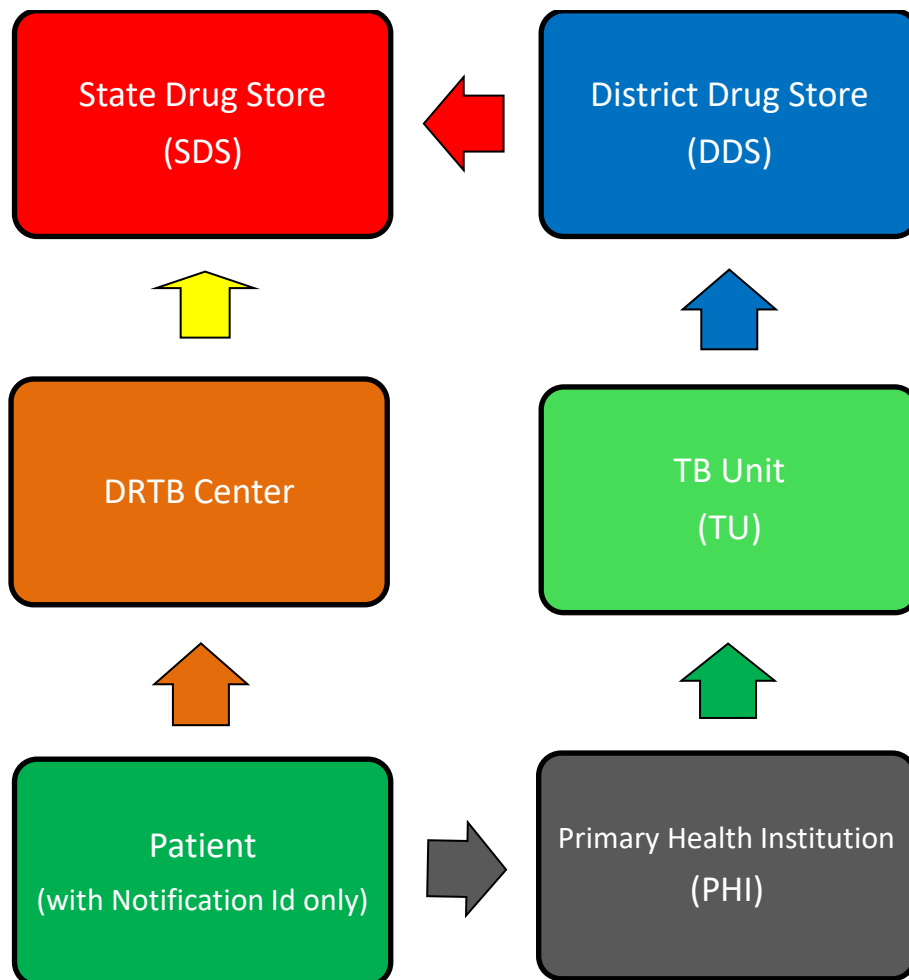 State Drug Store
(SDS)
District Drug Store
(DDS)
DRTB Center
TB Unit
(TU)
Patient
(with Notification Id only)
Primary Health Institution
(PHI)